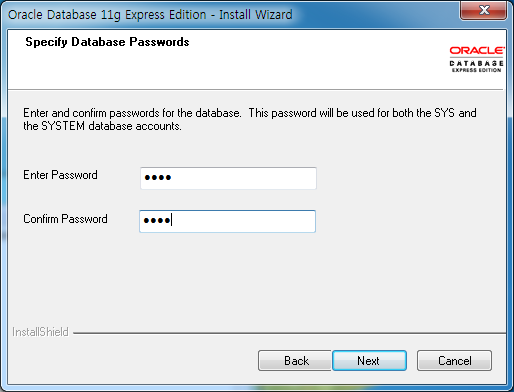 Oracle Database 11g Express Edition - Install Wizard
Specify Database Passwords
ORACLE
DATABASE
EXPRESS EDITION
Enter and confirm passwords for the database. This password will be used for both the SYS and
the SYSTEM database accounts.
Enter Password
●●●●
Confirm Password
●●●●
InstallShield
Back
Next
Cancel